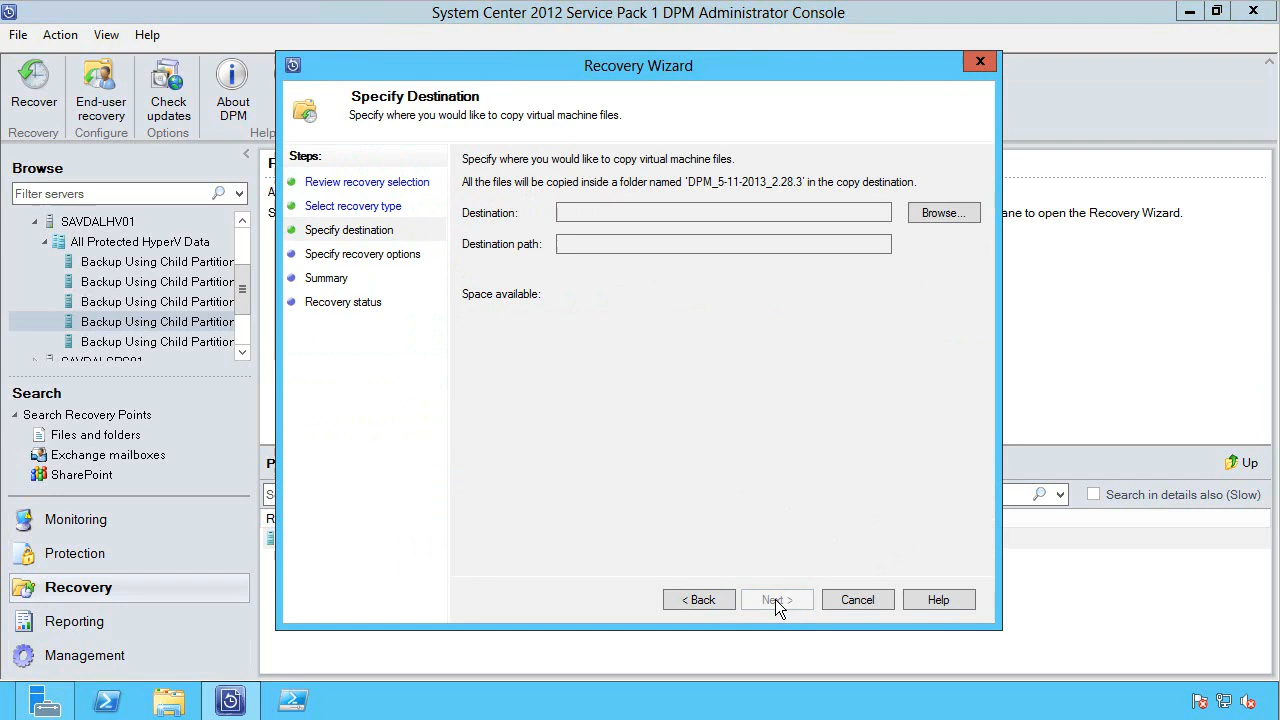 System Center 2012 Service Pack 1 DPM Administrator Console
File Action View Help
Recover
End-user recovery
Check updates
About DPM
Recovery Configure Options Help
Recovery Wizard
Specify Destination
Specify where you would like to copy virtual machine files.
Browse
Filter servers
SAVDALHV01
All Protected HyperV Data
Backup Using Child Partition
Backup Using Child Partition
Backup Using Child Partition
Backup Using Child Partition
Backup Using Child Partition
Search
Search Recovery Points
Files and folders
Exchange mailboxes
SharePoint
Monitoring
Protection
Recovery
Reporting
Management
Steps:
Review recovery selection
Select recovery type
Specify destination
Specify recovery options
Summary
Recovery status
Specify where you would like to copy virtual machine files.
All the files will be copied inside a folder named 'DPM_5-11-2013_2.28.3' in the copy destination.
Destination:
Browse...
Destination path:
Space available:
< Back Next > Cancel Help
ane to open the Recovery Wizard.
Up
Search in details also (Slow)